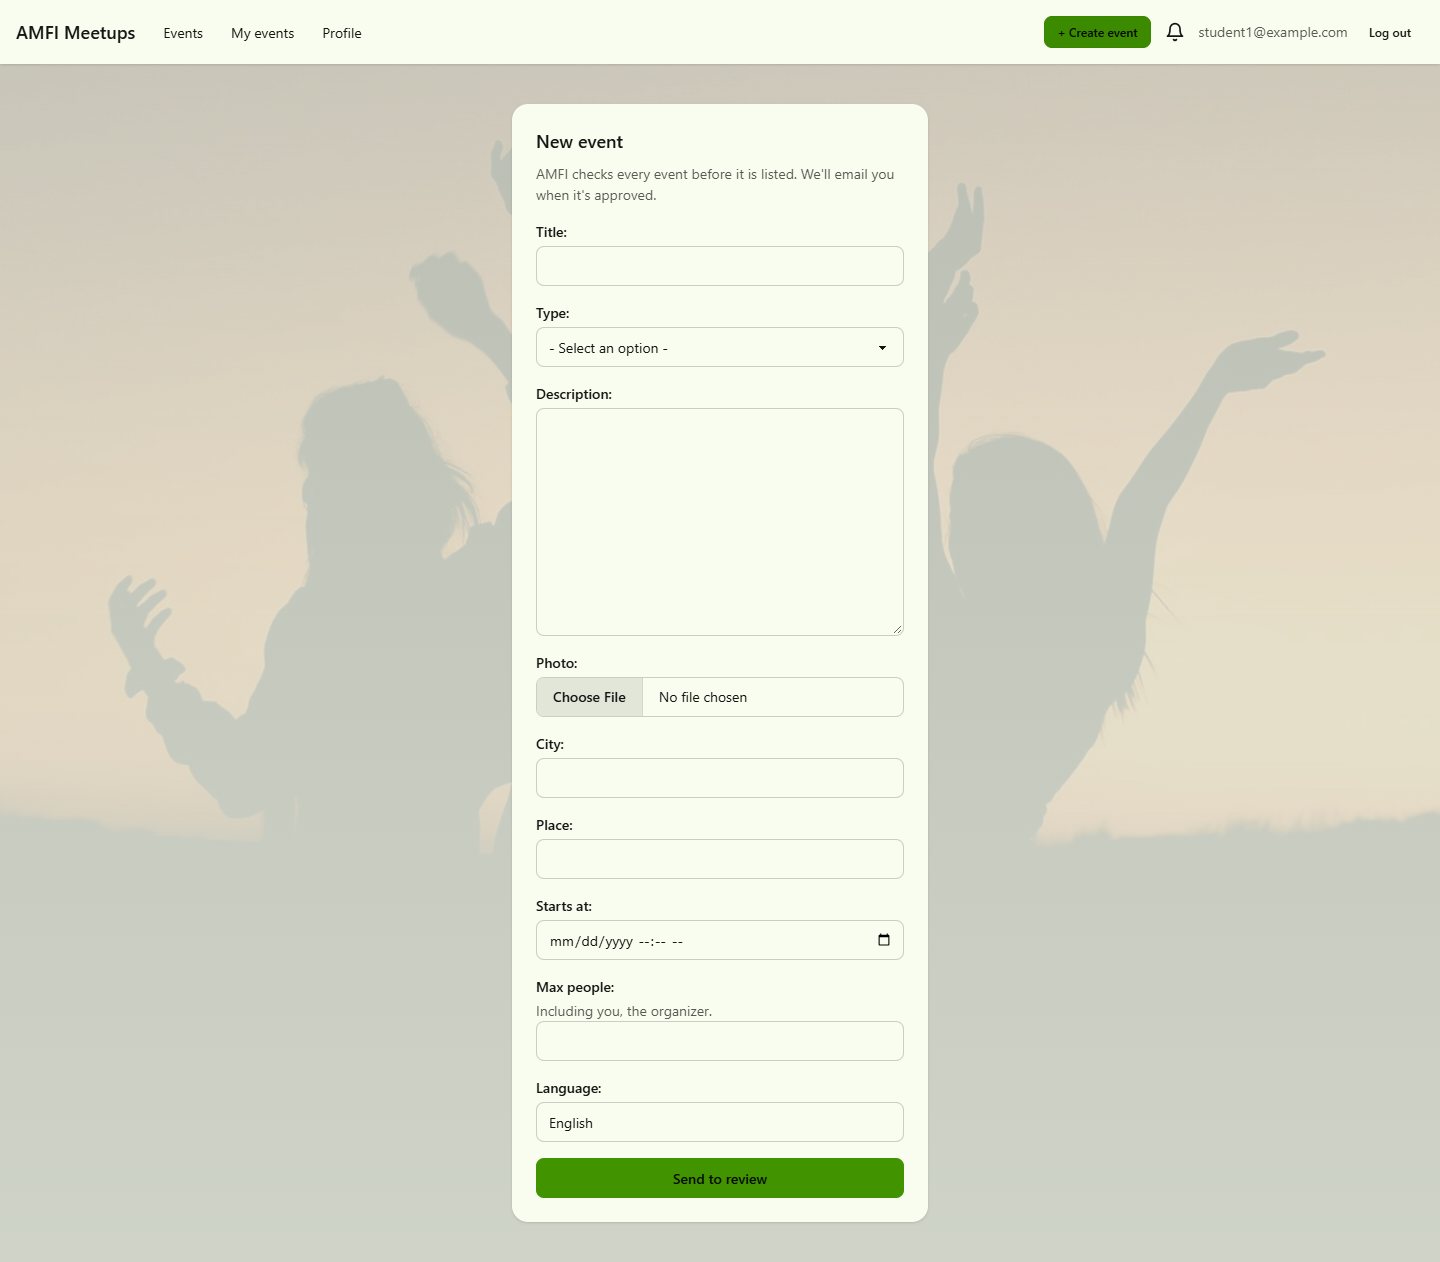 AMFI Meetups Events My events Profile + Create event student1@example.com Log out
New event
AMFI checks every event before it is listed. We'll email you
when it's approved.
Title:
Type:
- Select an option -
Description:
Photo:
Choose File No file chosen
City:
Place:
Starts at:
mm/dd/yyyy --:-- --
Max people:
Including you, the organizer.
Language:
English
Send to review